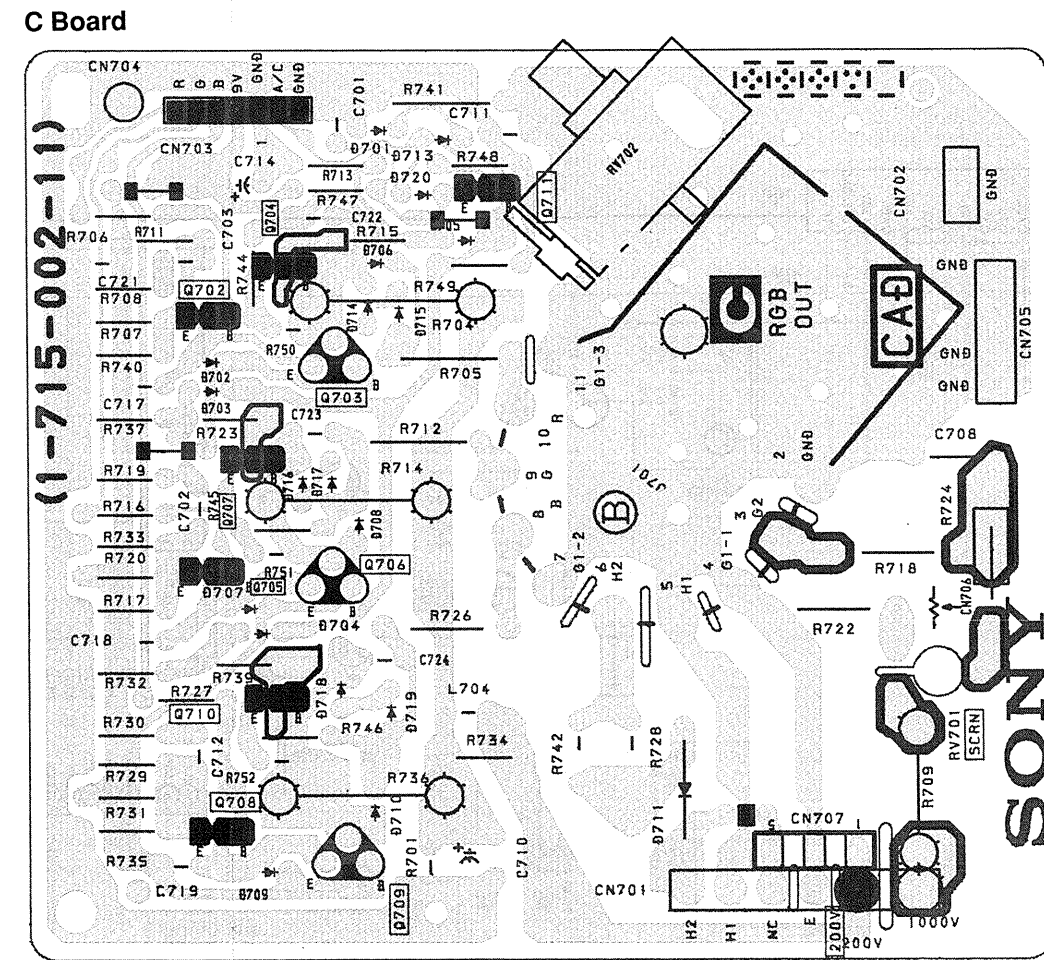 C Board
CN704
R
G
B
9V
GND
A/C
GND
CN703
C701
R741
C711
D701
D713
R748
C714
R713
D720
R747
C703
Q704
C722
R715
D706
Q711
RV702
CN702
GND
(1-715-002-11)
R706
R711
R744
E
C721
R708
Q702
R749
D714
D715
R704
R707
E
B
R750
R740
D702
E
B
Q703
R705
C
RGB
OUT
CAD
GND
GND
GND
CN705
11
G1-3
C717
D703
R737
R723
C723
R712
R
10
G
9
B
8
2
GND
C708
R719
E
B
D716
D717
R714
J701
B
R724
R716
C702
R745
Q707
D708
3
G2
R733
R720
D707
Q705
R751
Q706
E
B
7
G1-2
6
H2
5
H1
4
G1-1
R718
CN706
R717
D704
R726
R722
C718
R732
R739
C724
R727
Q710
E
B
D718
D719
L704
R730
R746
R734
R742
R728
RV701
SCRN
SONY
C712
R752
R729
Q708
R736
R709
R731
E
B
D710
D711
5
CN707
1
R735
C719
D709
E
B
Q709
R701
C710
CN701
H2
H1
NC
E
200V
200V
1000V